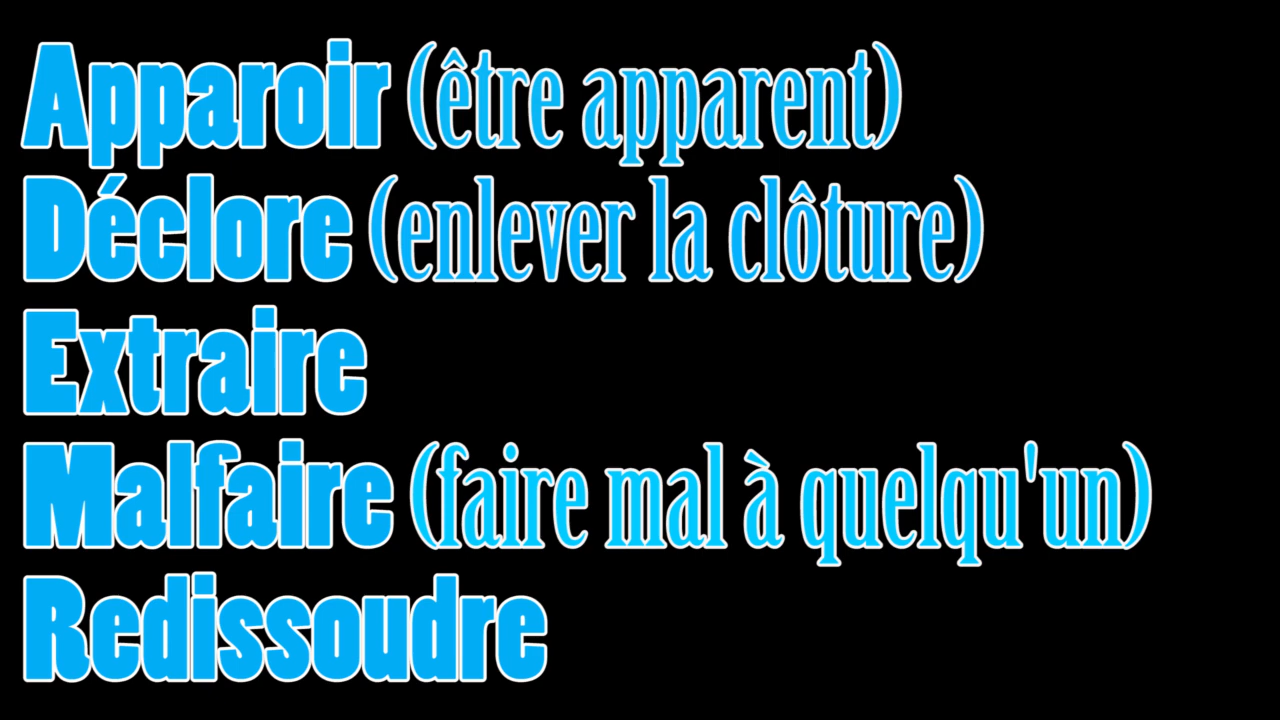 Apparoir (être apparent)
Déclore (enlever la clôture)
Extraire
Malfaire (faire mal à quelqu'un)
Redissoudre